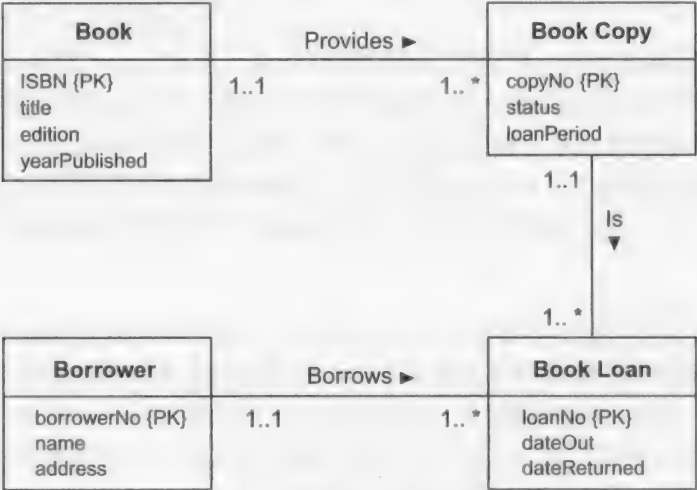 Book
ISBN {PK}
title
edition
yearPublished
Provides ►
1..1
1.. *
Book Copy
copyNo {PK}
status
loanPeriod
1..1
Is
▼
1.. *
Borrower
borrowerNo {PK}
name
address
Borrows ►
1..1
1.. *
Book Loan
loanNo {PK}
dateOut
dateReturned